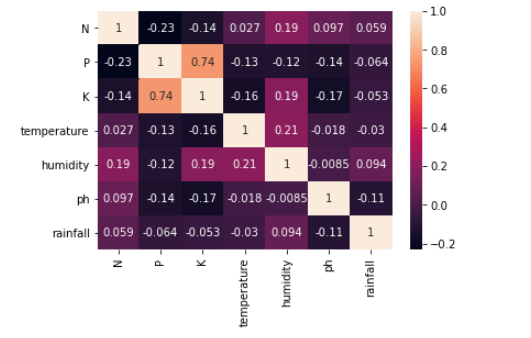 N 1 -0.23 -0.14 0.027 0.19 0.097 0.059
P -0.23 1 0.74 -0.13 -0.12 -0.14 -0.064
K -0.14 0.74 1 -0.16 0.19 -0.17 -0.053
temperature 0.027 -0.13 -0.16 1 0.21 -0.018 -0.03
humidity 0.19 -0.12 0.19 0.21 1 -0.0085 0.094
ph 0.097 -0.14 -0.17 -0.018 -0.0085 1 -0.11
rainfall 0.059 -0.064 -0.053 -0.03 0.094 -0.11 1
N P K temperature humidity ph rainfall
1.0
0.8
0.6
0.4
0.2
0.0
−0.2